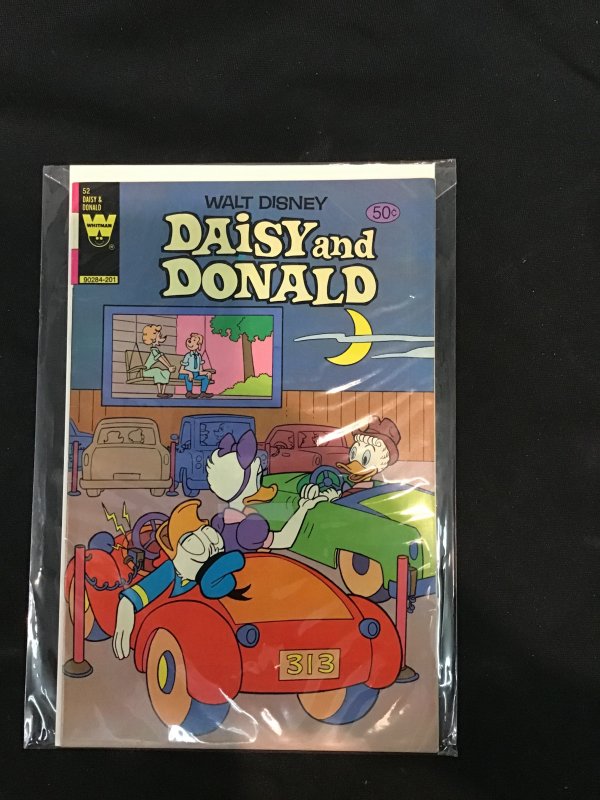 52
DAISY &
DONALD
WHITMAN
90284-201
WALT DISNEY
50¢
DAiSY and
DONALD
313